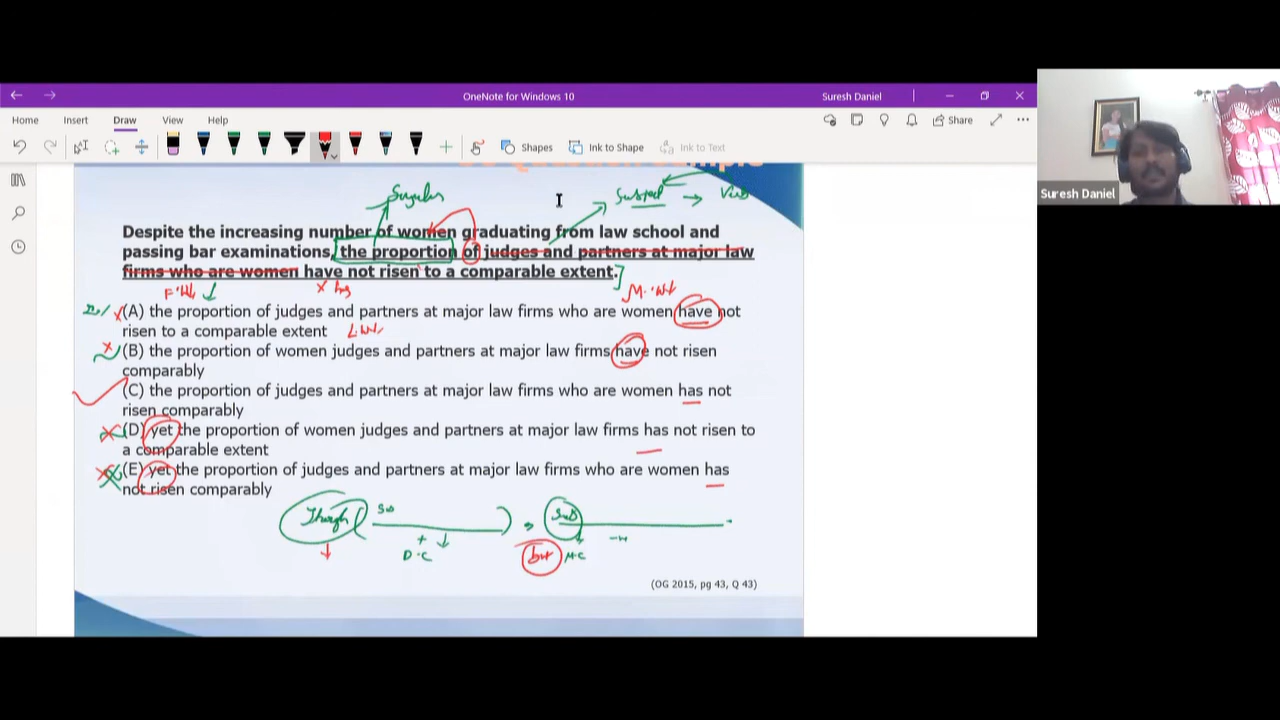 OneNote for Windows 10
Suresh Daniel
Home Insert Draw View Help
Share
Shapes Ink to Shape Ink to Text
Singular
Subject → Verb
Despite the increasing number of women graduating from law school and
passing bar examinations, the proportion of judges and partners at major law
firms who are women have not risen to a comparable extent.
x has
(A) the proportion of judges and partners at major law firms who are women have not
risen to a comparable extent
(B) the proportion of women judges and partners at major law firms have not risen
comparably
(C) the proportion of judges and partners at major law firms who are women has not
risen comparably
(D) yet the proportion of women judges and partners at major law firms has not risen to
a comparable extent
(E) yet the proportion of judges and partners at major law firms who are women has
not risen comparably
Though
Sub
D.C
but
(OG 2015, pg 43, Q 43)
Suresh Daniel